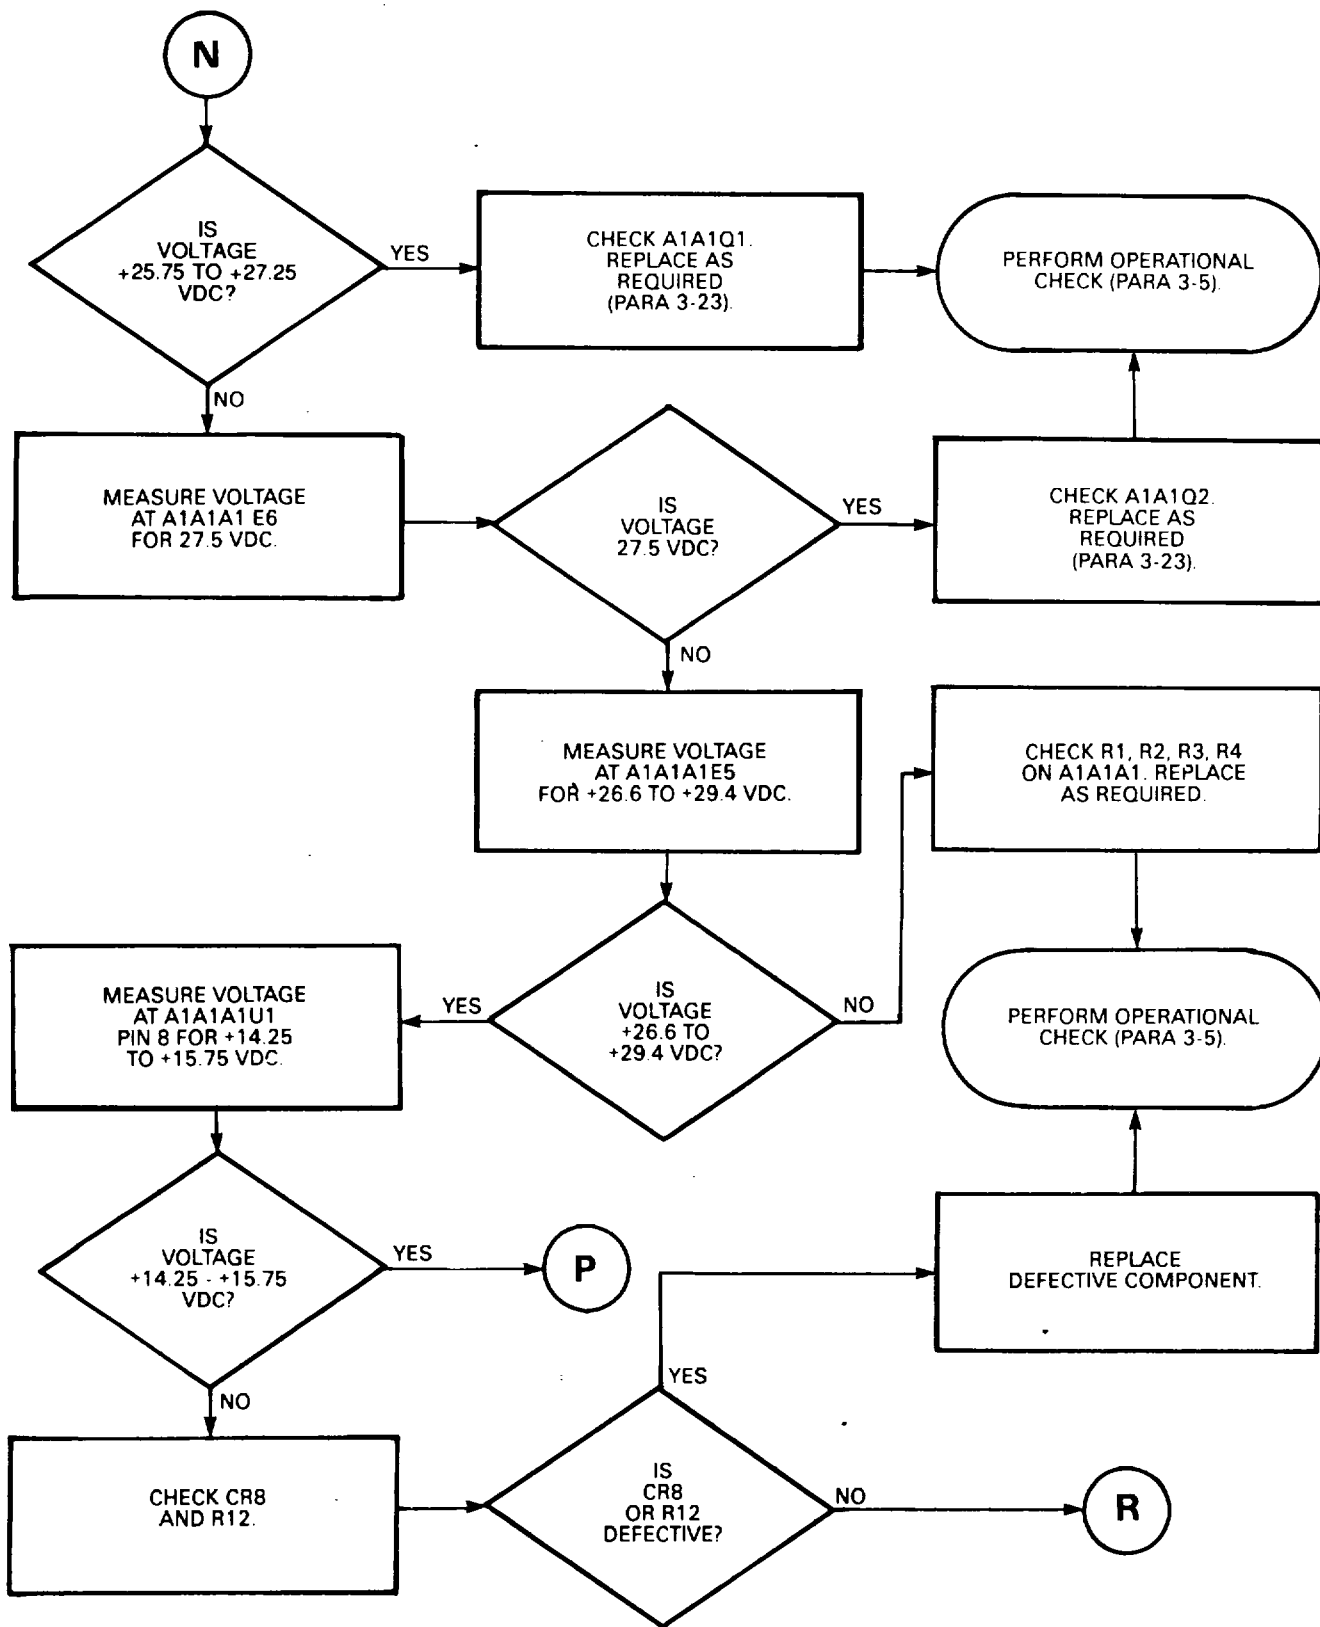 N
IS
VOLTAGE
+25.75 TO +27.25
VDC?
YES
CHECK A1A1Q1.
REPLACE AS
REQUIRED
(PARA 3-23).
PERFORM OPERATIONAL
CHECK (PARA 3-5).
NO
MEASURE VOLTAGE
AT A1A1A1 E6
FOR 27.5 VDC.
IS
VOLTAGE
27.5 VDC?
YES
CHECK A1A1Q2.
REPLACE AS
REQUIRED
(PARA 3-23).
NO
MEASURE VOLTAGE
AT A1A1A1E5
FOR +26.6 TO +29.4 VDC.
CHECK R1, R2, R3, R4
ON A1A1A1. REPLACE
AS REQUIRED.
MEASURE VOLTAGE
AT A1A1A1U1
PIN 8 FOR +14.25
TO +15.75 VDC.
YES
IS
VOLTAGE
+26.6 TO
+29.4 VDC?
NO
PERFORM OPERATIONAL
CHECK (PARA 3-5).
IS
VOLTAGE
+14.25 - +15.75
VDC?
YES
P
REPLACE
DEFECTIVE COMPONENT.
NO
YES
CHECK CR8
AND R12.
IS
CR8
OR R12
DEFECTIVE?
NO
R